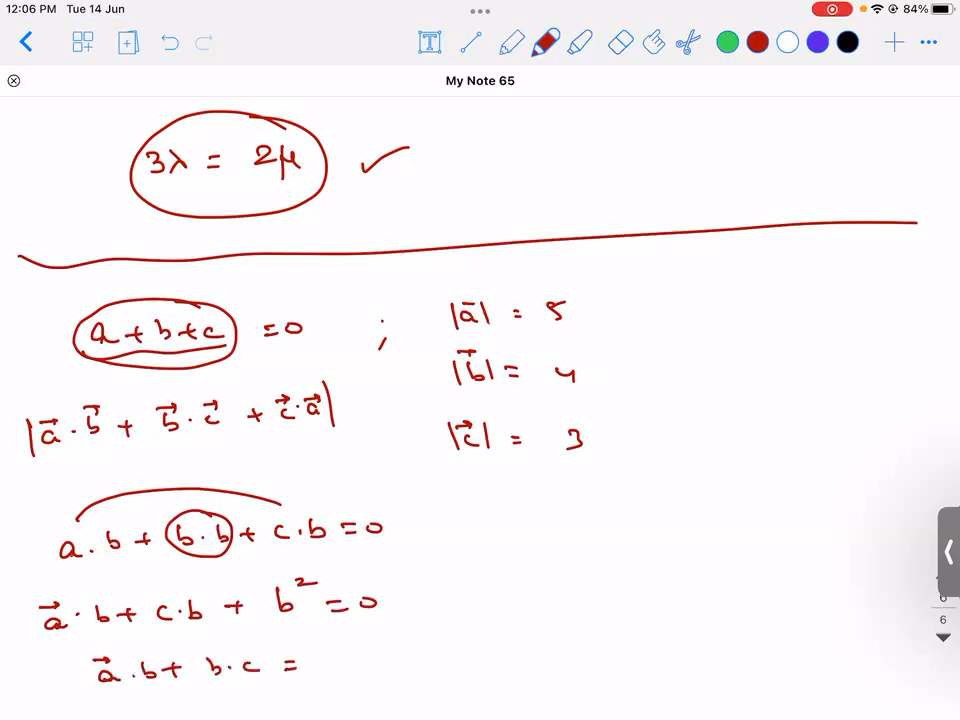 12:06 PM Tue 14 Jun 84%
My Note 65
3λ = 2μ ✓
a + b + c = 0 ; |a̅| = 5
|b⃗| = 4
|a⃗ · b⃗ + b⃗ · c⃗ + c⃗ · a⃗|
|c⃗| = 3
a · b + b · b + c · b = 0
a⃗ · b + c · b + b² = 0
a⃗ · b + b · c =
6
6